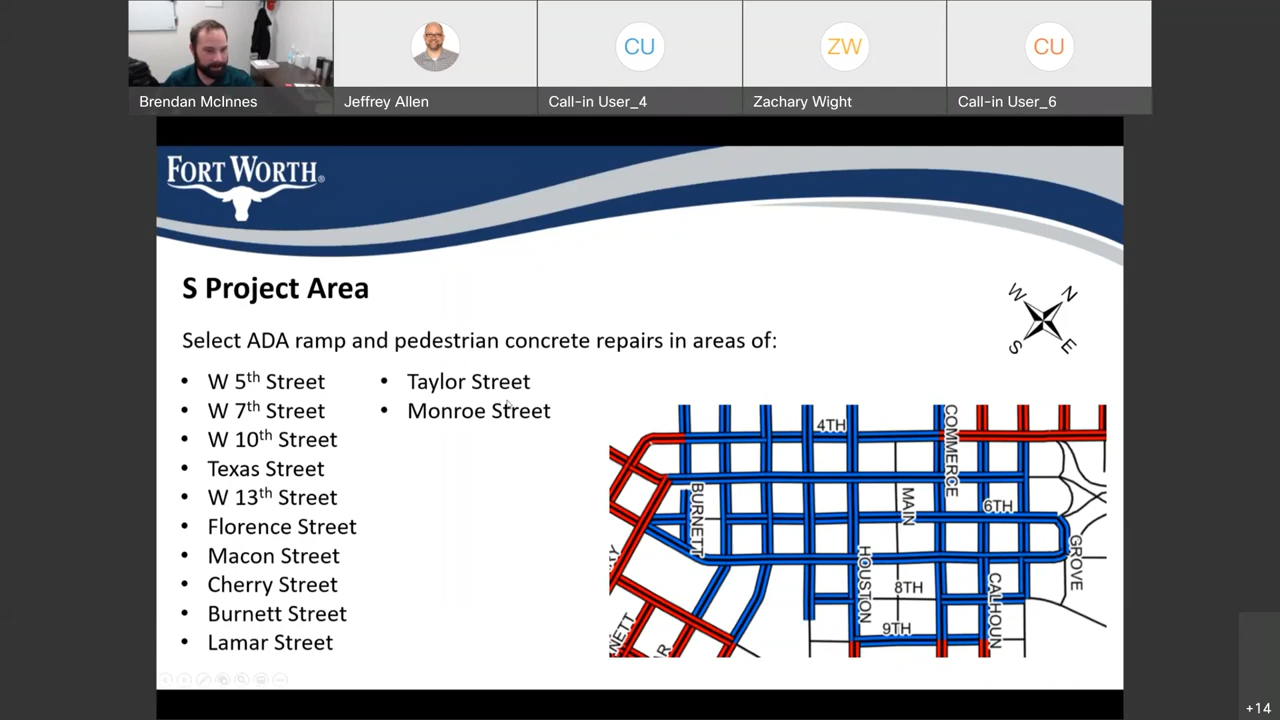 Brendan McInnes
Jeffrey Allen
CU
Call-in User_4
ZW
Zachary Wight
CU
Call-in User_6
FORT WORTH®
S Project Area
W N
S E
Select ADA ramp and pedestrian concrete repairs in areas of:
• W 5th Street
• W 7th Street
• W 10th Street
• Texas Street
• W 13th Street
• Florence Street
• Macon Street
• Cherry Street
• Burnett Street
• Lamar Street
• Taylor Street
• Monroe Street
4TH
COMMERCE
BURNETT
MAIN
6TH
HOUSTON
GROVE
8TH
CALHOUN
9TH
NETT
R
+14